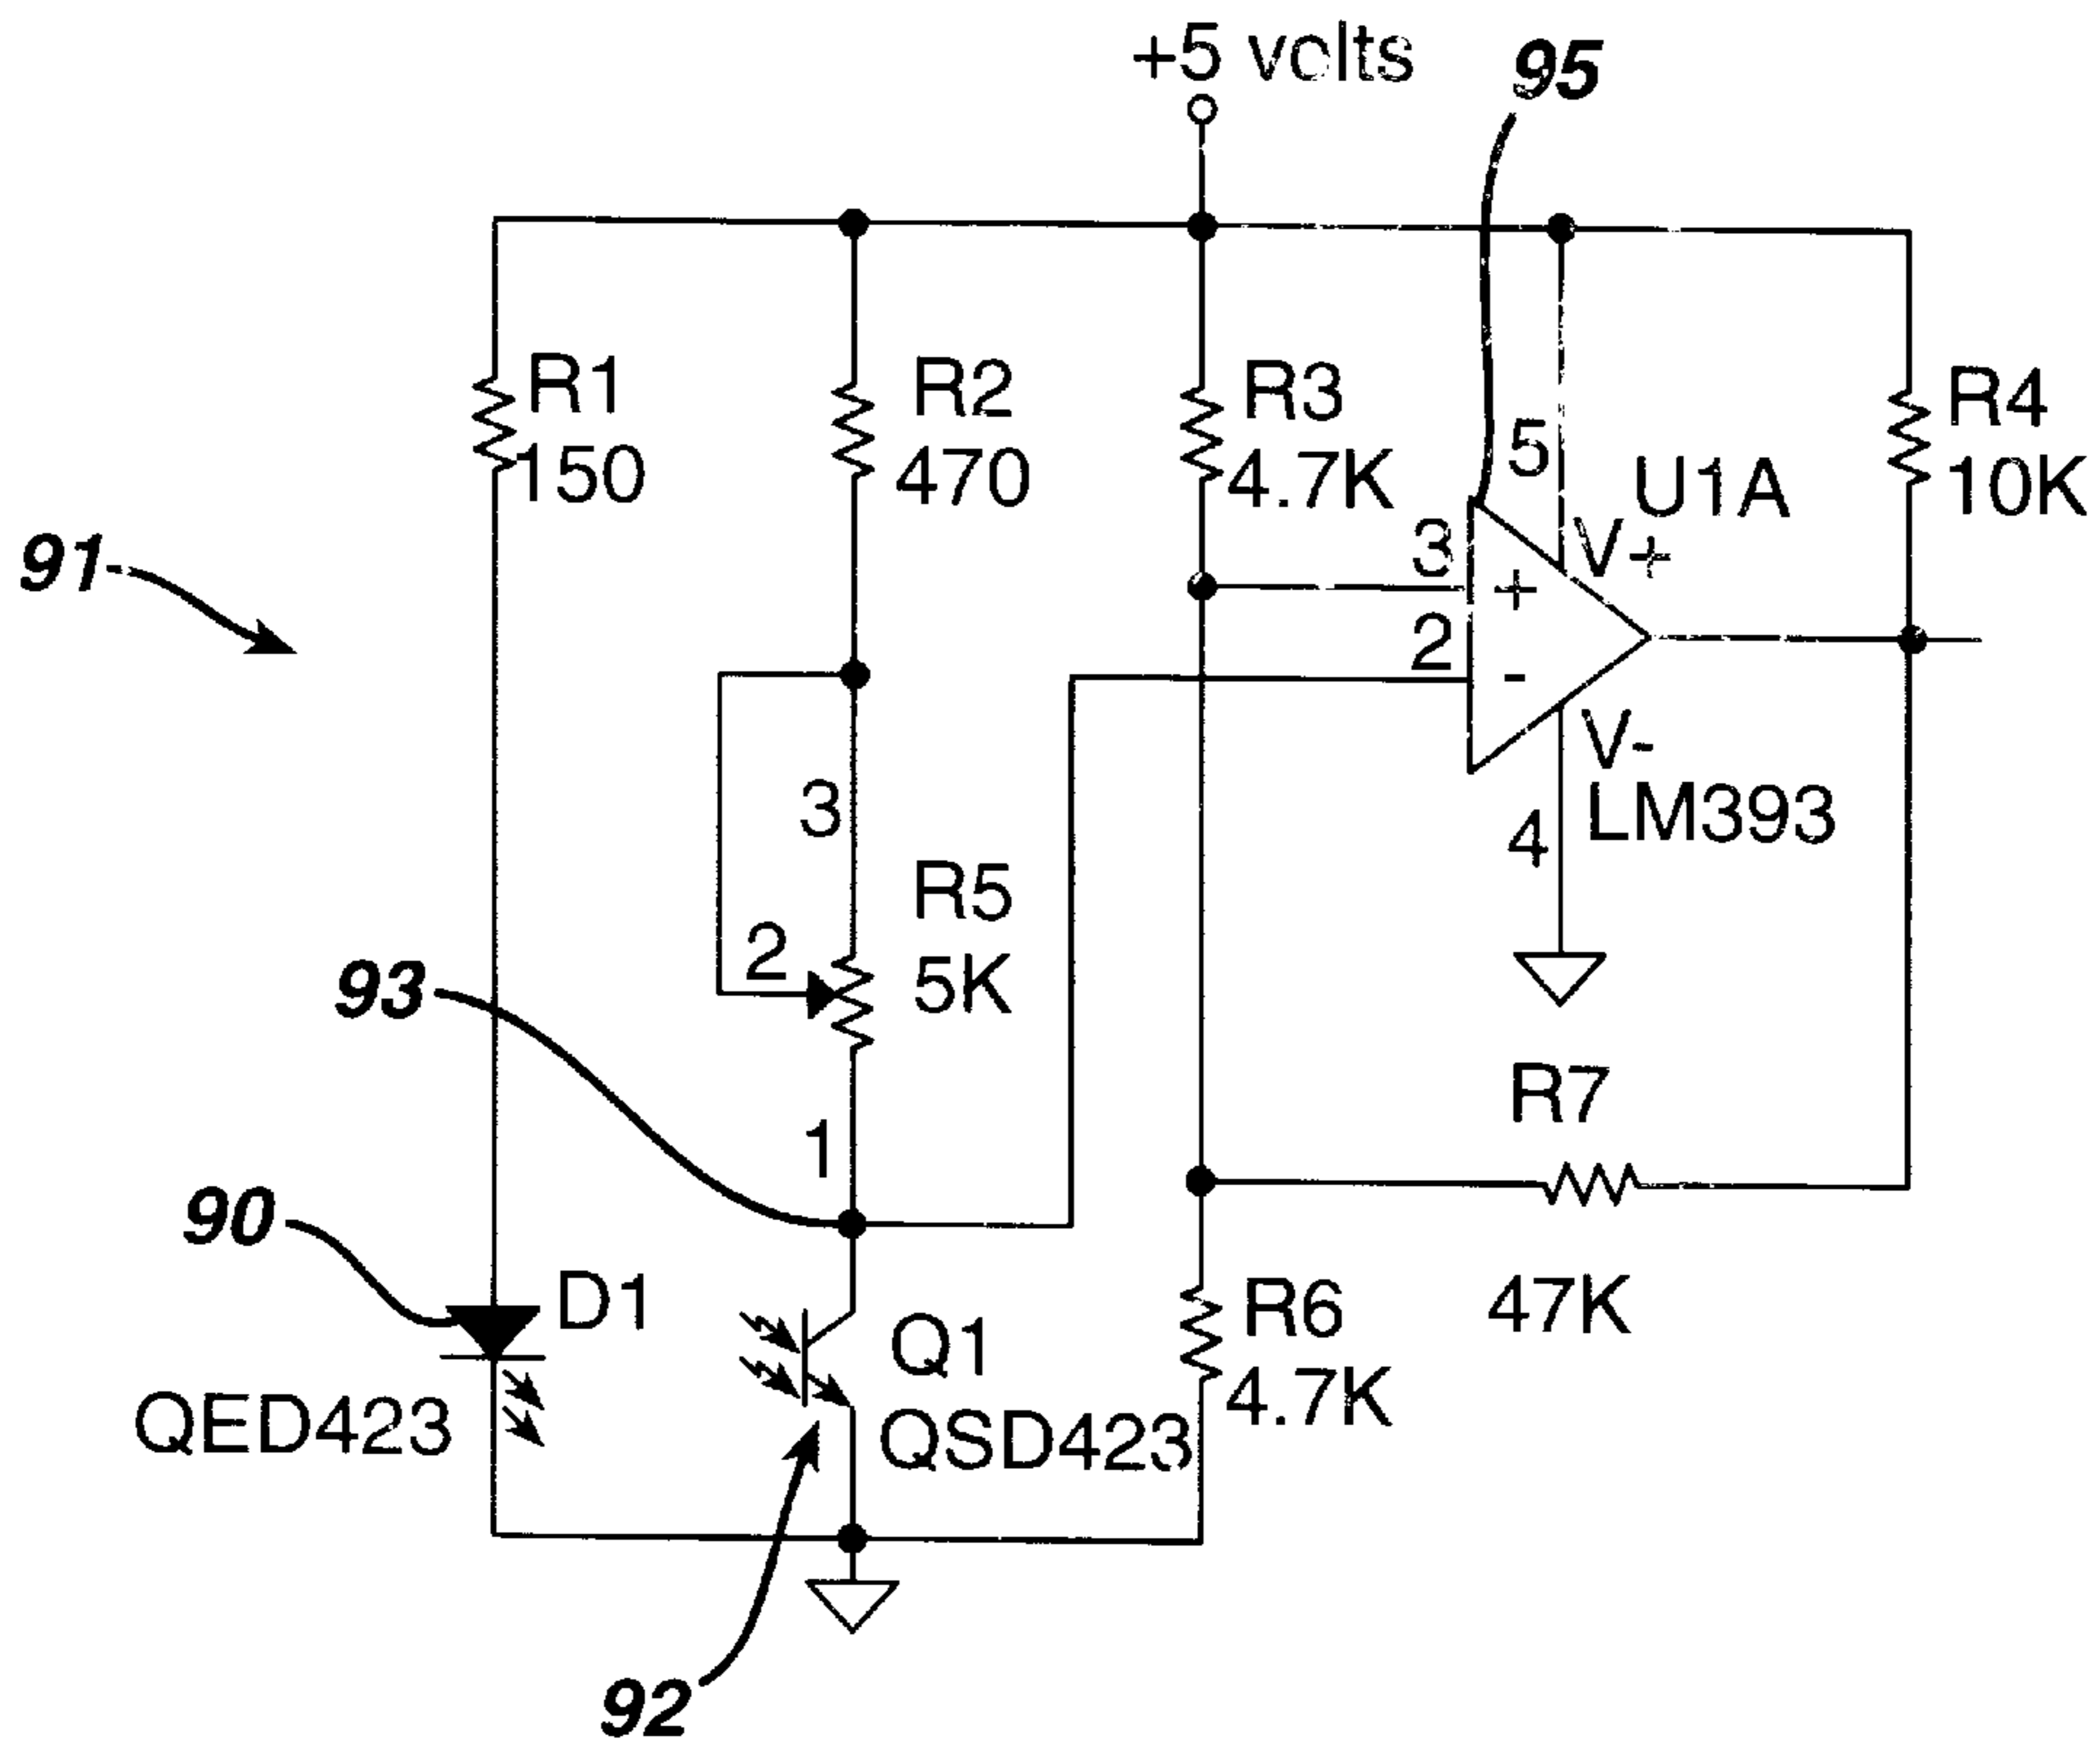 +5 volts
95
R1
150
R2
470
R3
4.7K
R4
10K
5
U1A
V+
3
+
2
-
V-
LM393
4
91
3
R5
5K
2
93
1
R7
47K
90
D1
QED423
Q1
QSD423
R6
4.7K
92